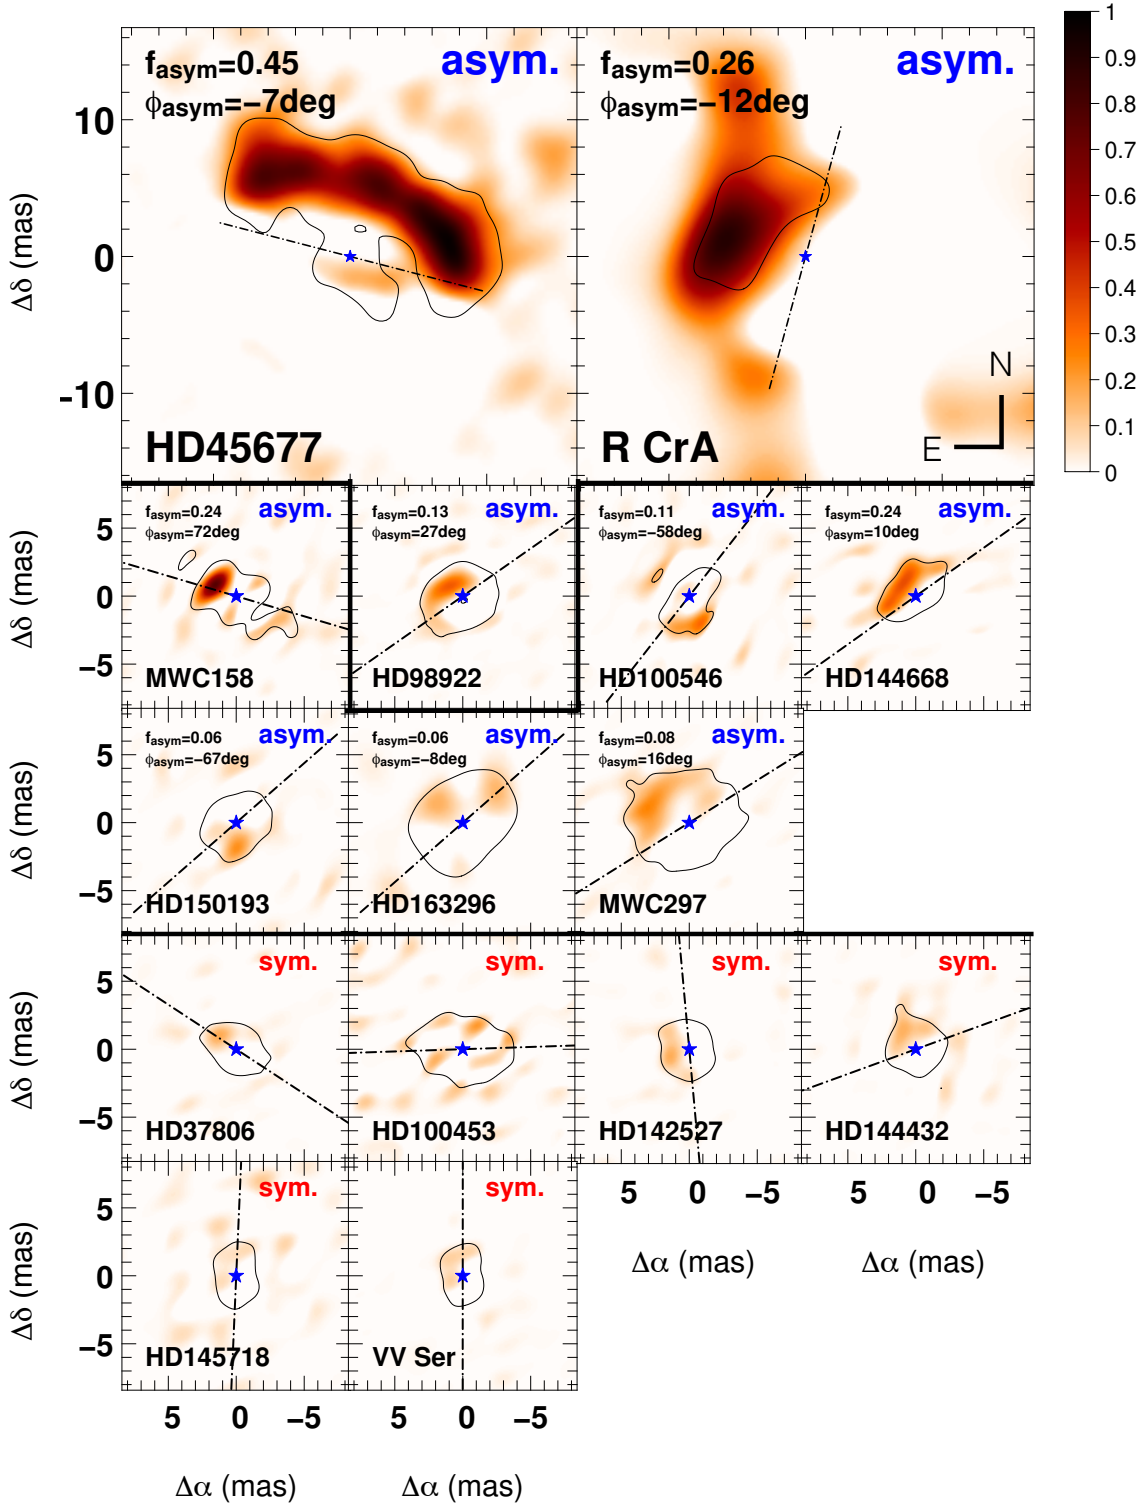 f_asym=0.45
ϕ_asym=−7deg
asym.
HD45677
f_asym=0.26
ϕ_asym=−12deg
asym.
R CrA
N
E
1
0.9
0.8
0.7
0.6
0.5
0.4
0.3
0.2
0.1
0
10
0
-10
Δδ (mas)
f_asym=0.24
ϕ_asym=72deg
asym.
MWC158
f_asym=0.13
ϕ_asym=27deg
asym.
HD98922
f_asym=0.11
ϕ_asym=−58deg
asym.
HD100546
f_asym=0.24
ϕ_asym=10deg
asym.
HD144668
5
0
−5
Δδ (mas)
f_asym=0.06
ϕ_asym=−67deg
asym.
HD150193
f_asym=0.06
ϕ_asym=−8deg
asym.
HD163296
f_asym=0.08
ϕ_asym=16deg
asym.
MWC297
5
0
−5
Δδ (mas)
sym.
HD37806
sym.
HD100453
sym.
HD142527
sym.
HD144432
5
0
−5
Δδ (mas)
5 0 −5
5 0 −5
Δα (mas)
Δα (mas)
sym.
HD145718
sym.
VV Ser
5
0
−5
Δδ (mas)
5 0 −5
5 0 −5
Δα (mas)
Δα (mas)